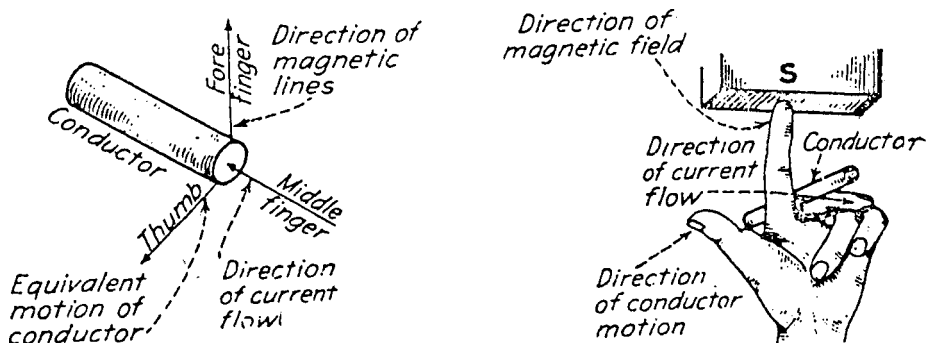 Fore
finger
Direction of
magnetic
lines
Conductor
Thumb
Middle
finger
Equivalent
motion of
conductor
Direction
of current
flow
Direction of
magnetic field
S
Direction
of current
flow
Conductor
Direction
of conductor
motion